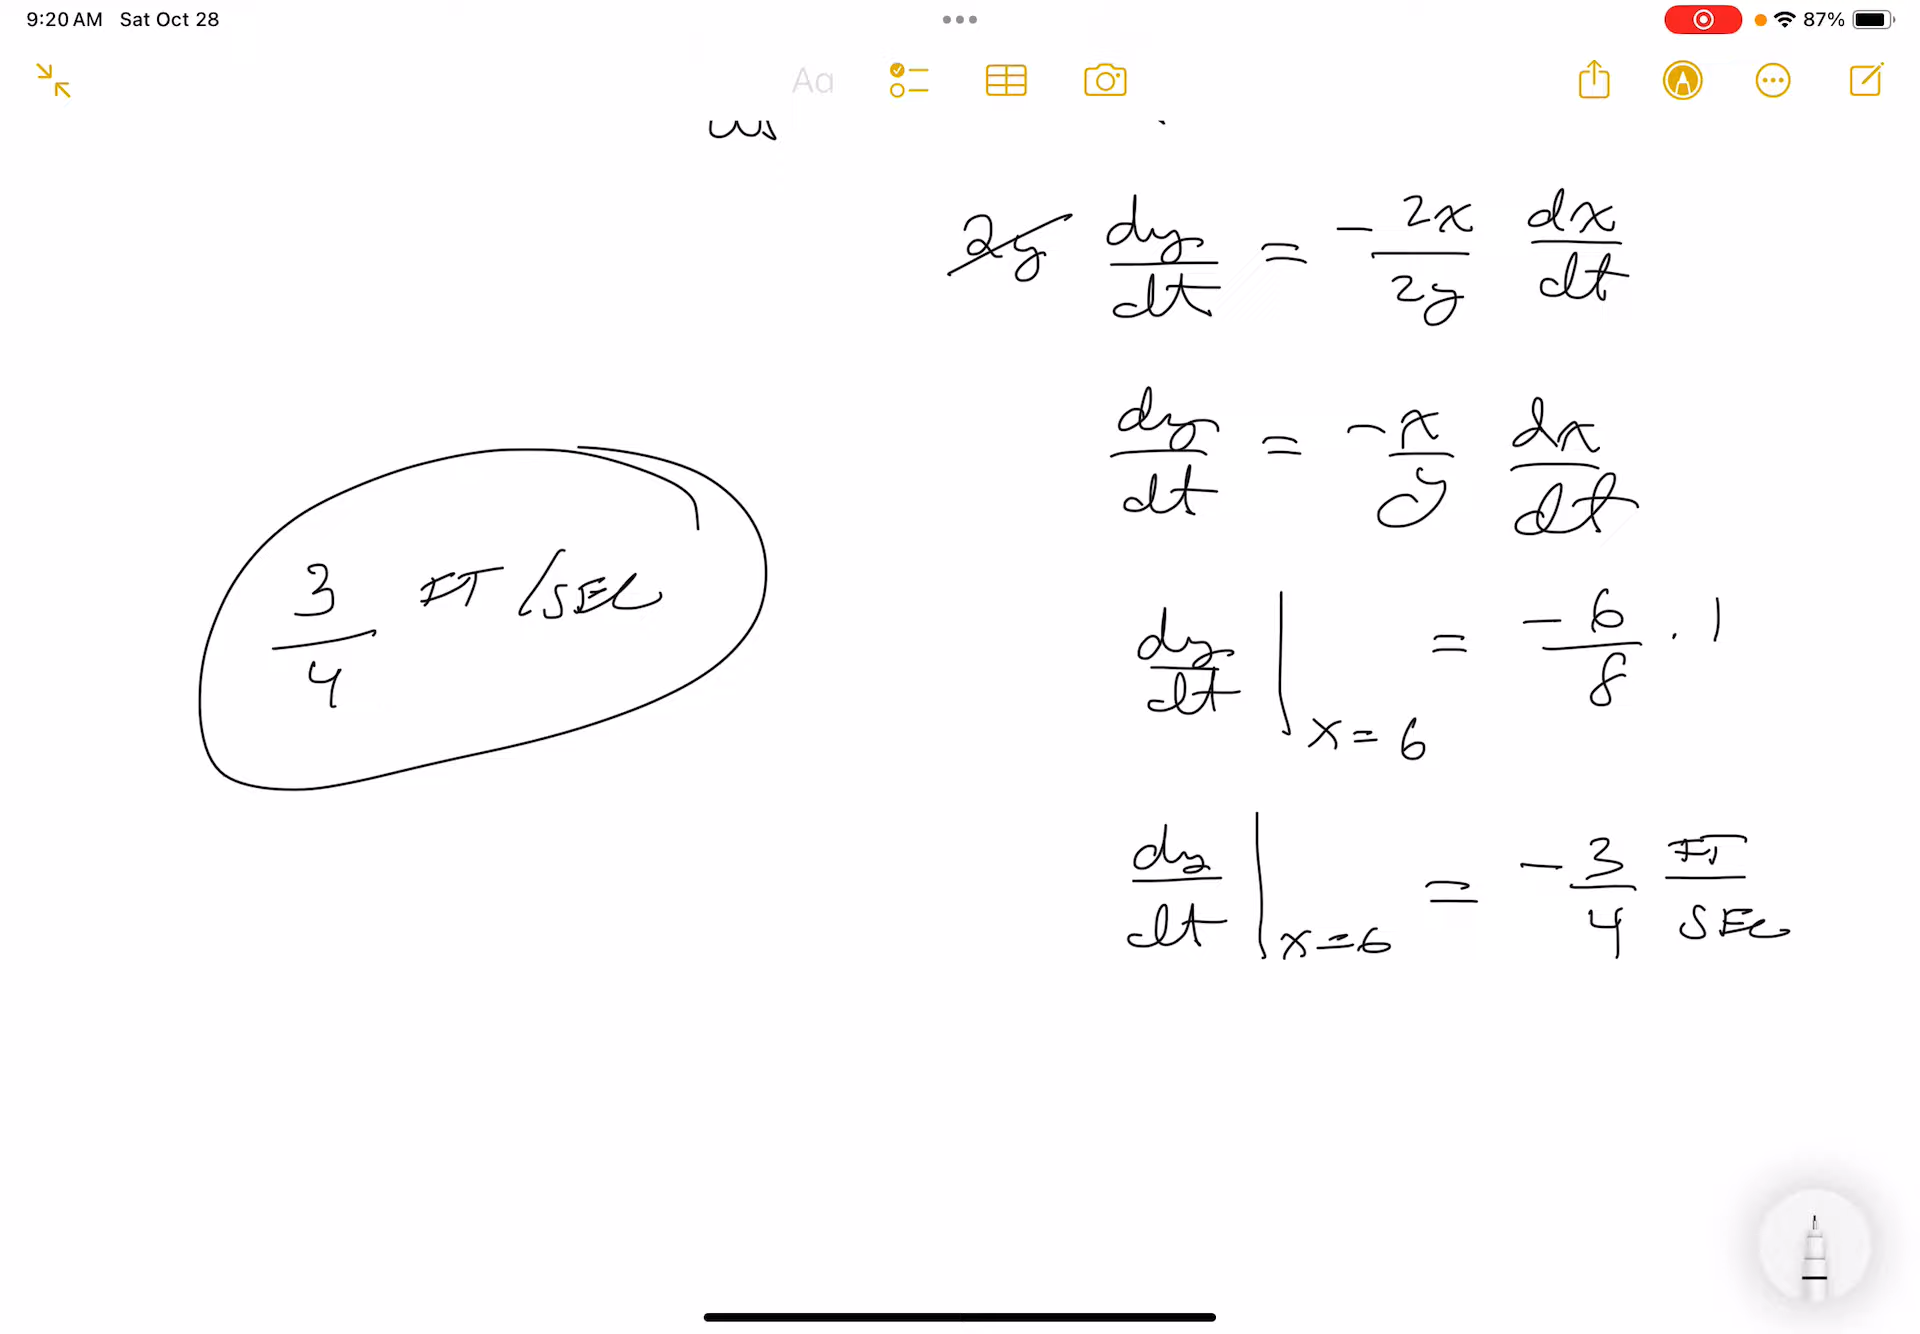 9:20 AM Sat Oct 28
87%
Aa
2y dy/dt = - 2x/2y dx/dt
dy/dt = - x/y dx/dt
3/4 FT/SEC
dy/dt | x=6 = -6/8 · 1
dy/dt | x=6 = - 3/4 FT/SEC